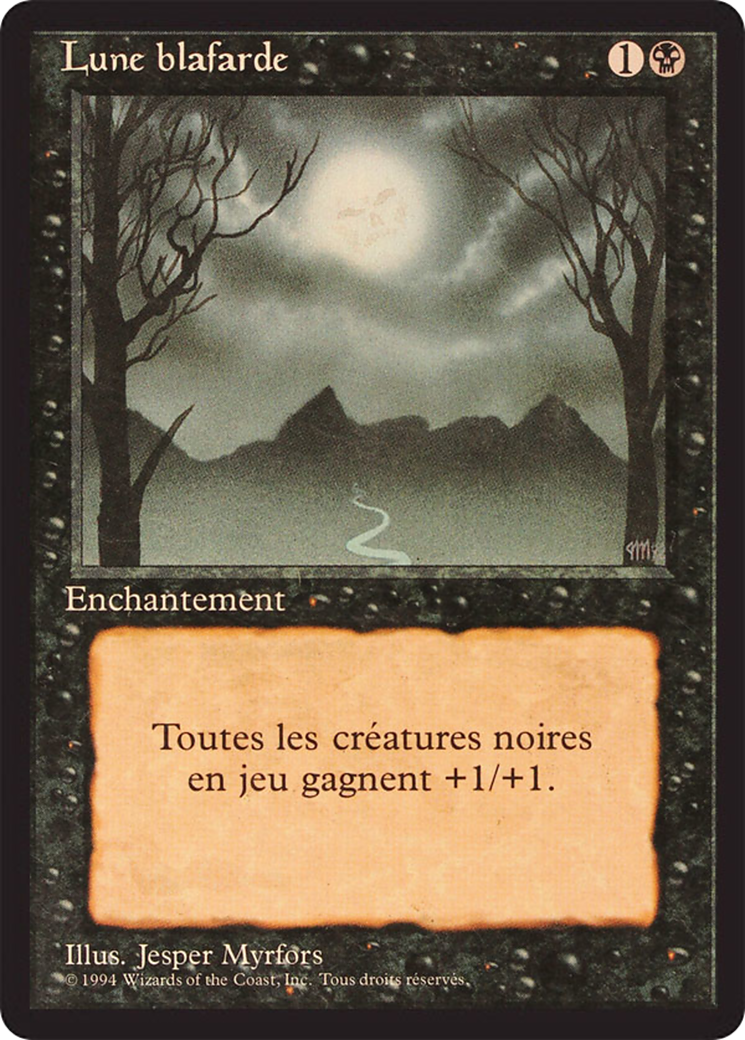 Lune blafarde 1
Enchantement
Toutes les créatures noires
en jeu gagnent +1/+1.
Illus. Jesper Myrfors
© 1994 Wizards of the Coast, Inc. Tous droits réservés.